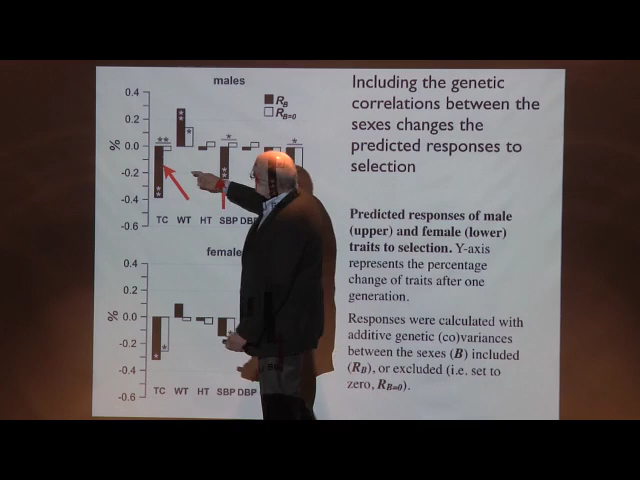 males
Including the genetic
correlations between the
sexes changes the
predicted responses to
selection
0.4
0.2
0.0
-0.2
-0.4
-0.6
%
R_B
R_B=0
**
*
*
*
**
**
**
TC WT HT SBP DBP
Predicted responses of male
(upper) and female (lower)
traits to selection. Y-axis
represents the percentage
change of traits after one
generation.
Responses were calculated with
additive genetic (co)variances
between the sexes (B) included
(R_B), or excluded (i.e. set to
zero, R_B=0).
female
0.4
0.2
0.0
-0.2
-0.4
-0.6
%
*
*
*
TC WT HT SBP DBP